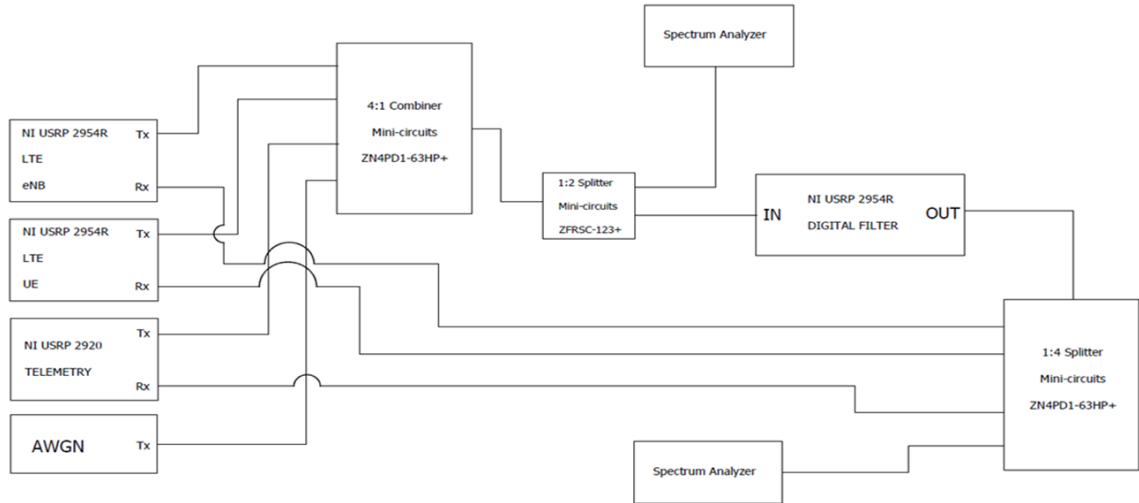 Spectrum Analyzer
4:1 Combiner
Mini-circuits
ZN4PD1-63HP+
NI USRP 2954R Tx
LTE
eNB Rx
1:2 Splitter
Mini-circuits
ZFRSC-123+
NI USRP 2954R
IN OUT
DIGITAL FILTER
NI USRP 2954R Tx
LTE
UE Rx
NI USRP 2920 Tx
TELEMETRY
Rx
1:4 Splitter
Mini-circuits
ZN4PD1-63HP+
AWGN Tx
Spectrum Analyzer